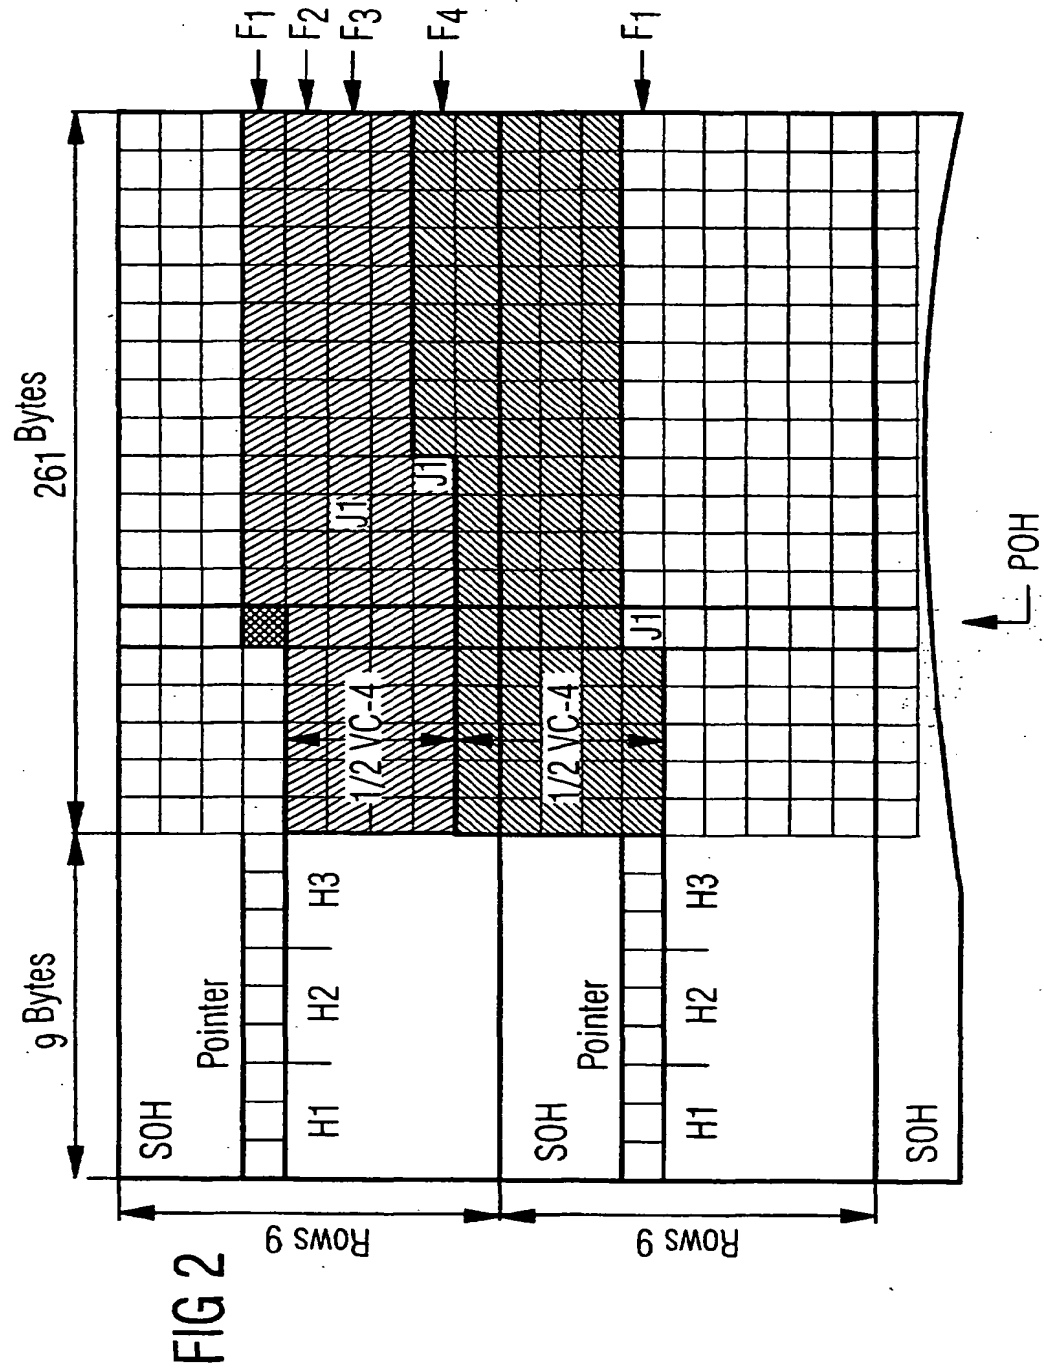 FIG 2
9 Bytes
261 Bytes
Rows 9
SOH
Pointer
H1 H2 H3
F1
F2
F3
F4
J1
J1
1/2 VC-4
1/2 VC-4
Rows 9
SOH
Pointer
H1 H2 H3
J1
F1
SOH
POH